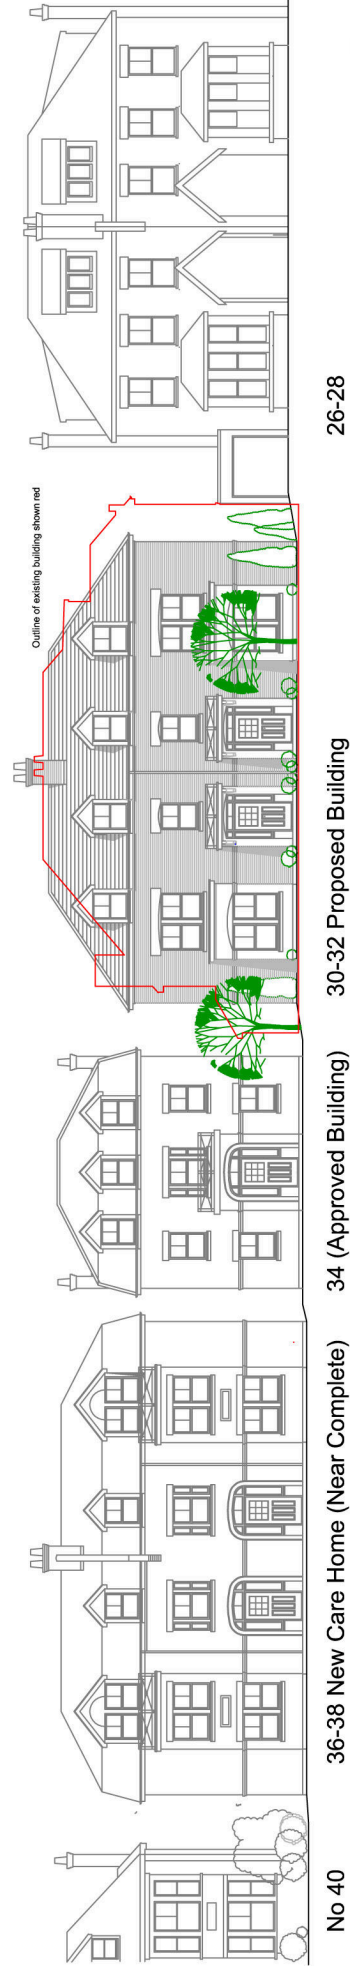 Outline of existing building shown red
No 40
36-38 New Care Home (Near Complete)
34 (Approved Building)
30-32 Proposed Building
26-28